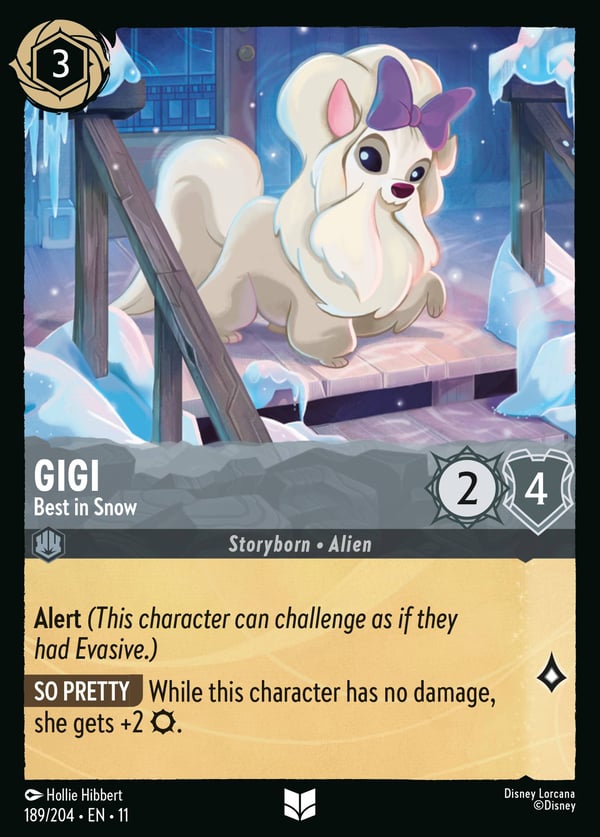 3
GIGI
Best in Snow
2
4
Storyborn • Alien
Alert (This character can challenge as if they
had Evasive.)
SO PRETTY While this character has no damage,
she gets +2 .
Hollie Hibbert
189/204 • EN • 11
Disney Lorcana
©Disney